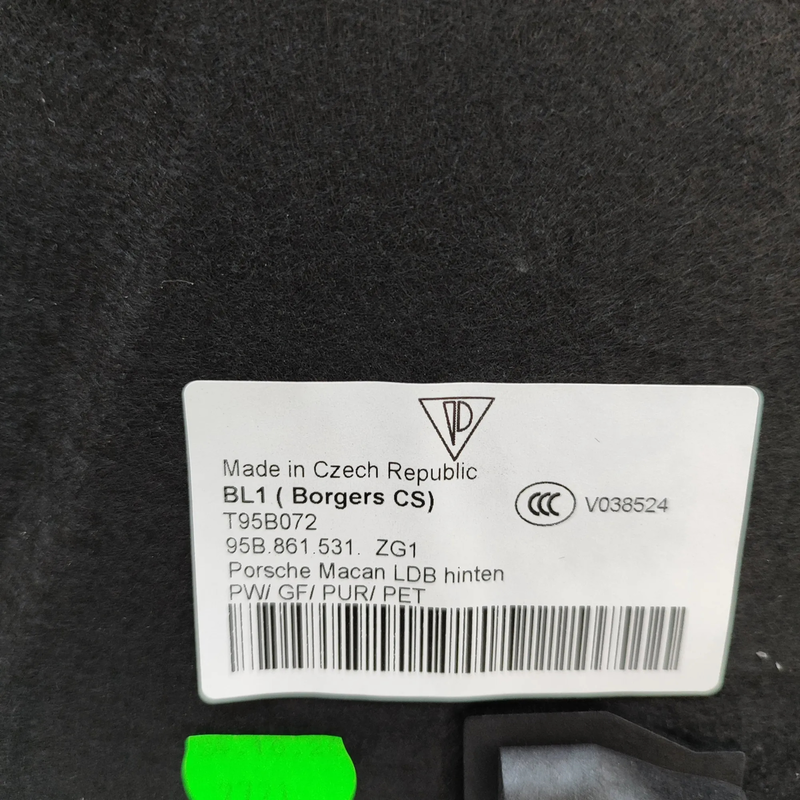 Made in Czech Republic
BL1 ( Borgers CS)
CCC V038524
T95B072
95B.861.531. ZG1
Porsche Macan LDB hinten
PW/ GF/ PUR/ PET